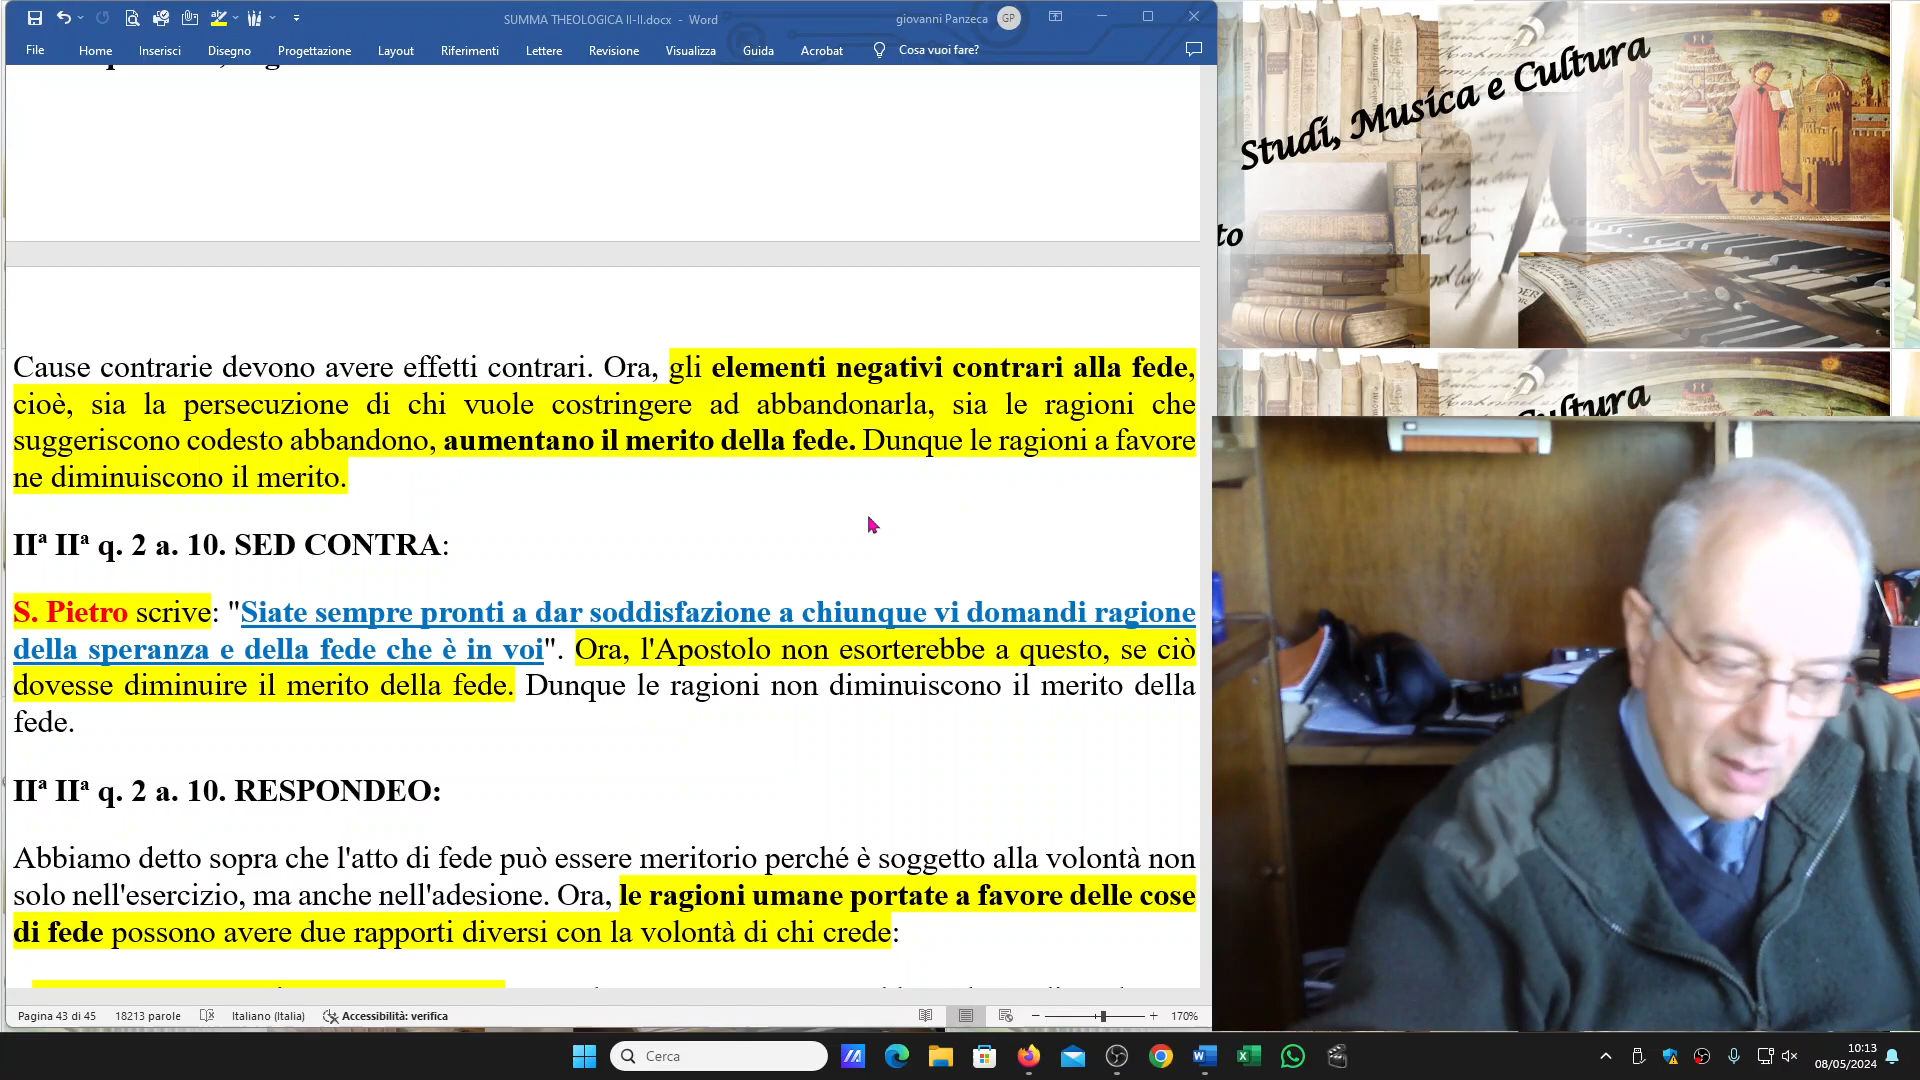 SUMMA THEOLOGICA II-II.docx - Word
giovanni Panzeca GP
File Home Inserisci Disegno Progettazione Layout Riferimenti Lettere Revisione Visualizza Guida Acrobat Cosa vuoi fare?
Cause contrarie devono avere effetti contrari. Ora, gli elementi negativi contrari alla fede,
cioè, sia la persecuzione di chi vuole costringere ad abbandonarla, sia le ragioni che
suggeriscono codesto abbandono, aumentano il merito della fede. Dunque le ragioni a favore
ne diminuiscono il merito.
IIª IIª q. 2 a. 10. SED CONTRA:
S. Pietro scrive: "Siate sempre pronti a dar soddisfazione a chiunque vi domandi ragione
della speranza e della fede che è in voi". Ora, l'Apostolo non esorterebbe a questo, se ciò
dovesse diminuire il merito della fede. Dunque le ragioni non diminuiscono il merito della
fede.
IIª IIª q. 2 a. 10. RESPONDEO:
Abbiamo detto sopra che l'atto di fede può essere meritorio perché è soggetto alla volontà non
solo nell'esercizio, ma anche nell'adesione. Ora, le ragioni umane portate a favore delle cose
di fede possono avere due rapporti diversi con la volontà di chi crede:
Pagina 43 di 45 18213 parole Italiano (Italia) Accessibilità: verifica 170%
Studi, Musica e Cultura
to
Cultura
Cerca
10:13
08/05/2024